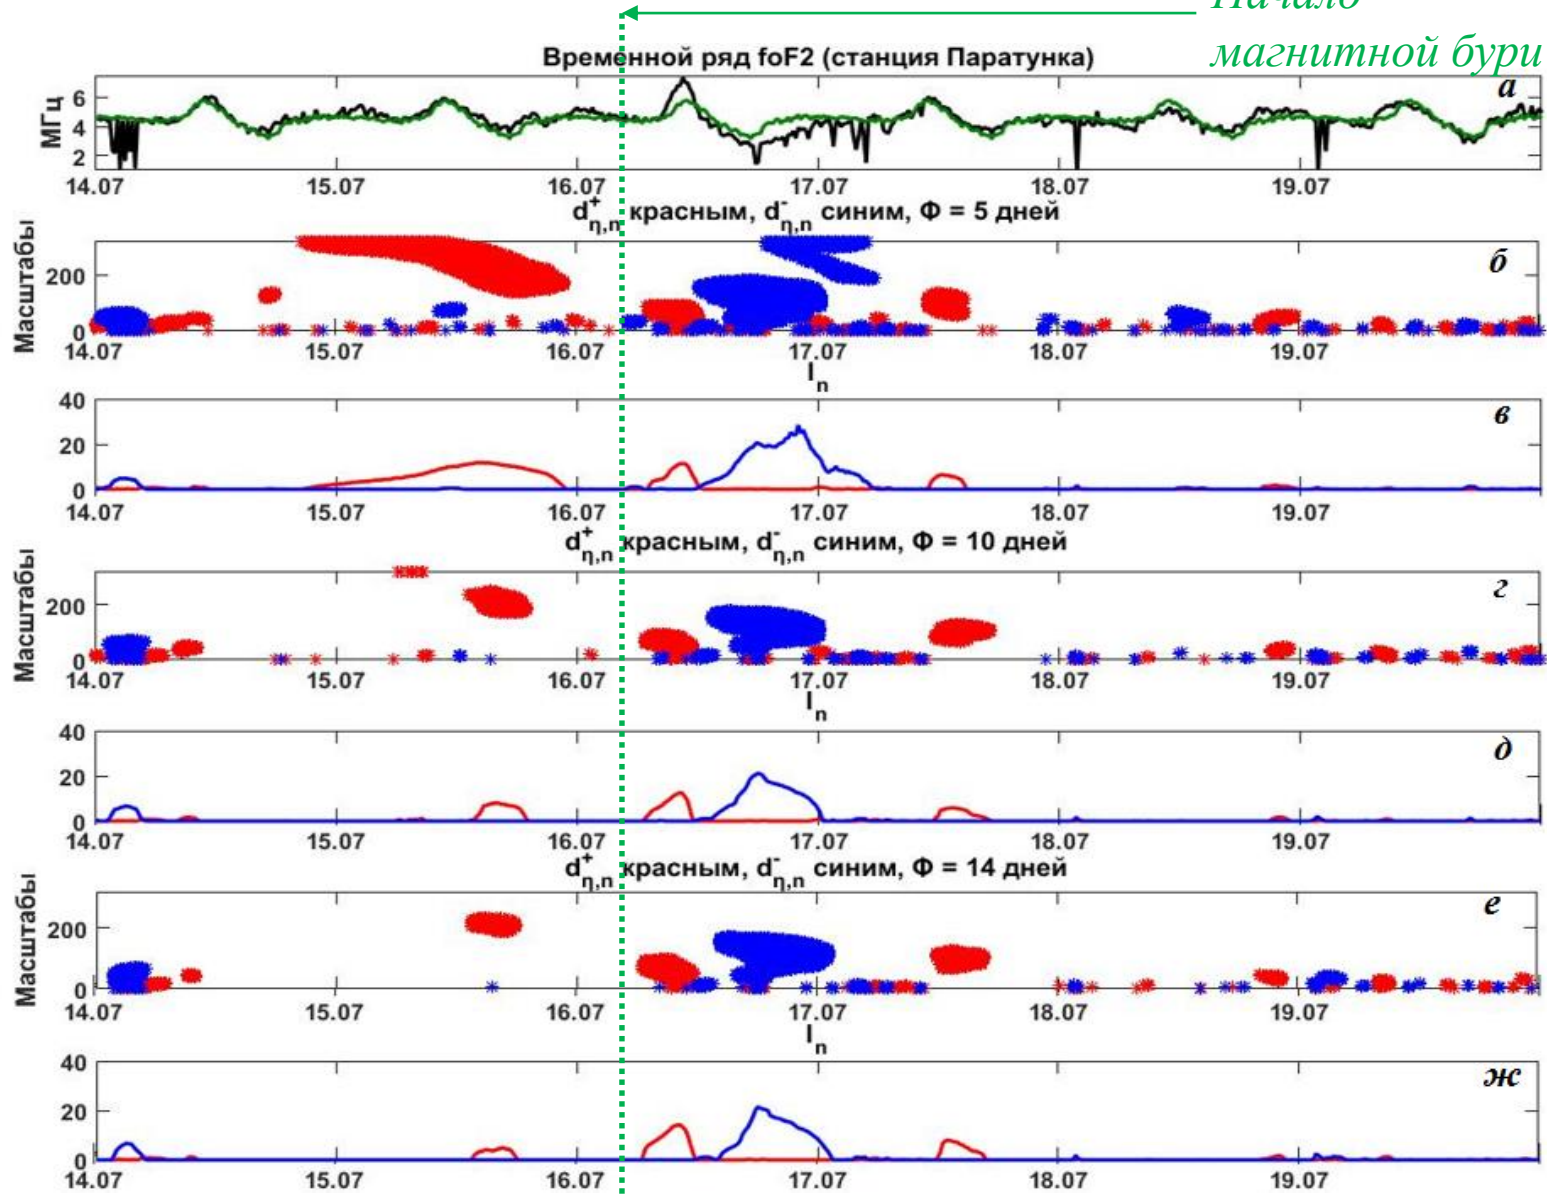 Начало
магнитной бури
Временной ряд foF2 (станция Паратунка)
а
МГц
6
4
2
14.07 15.07 16.07 17.07 18.07 19.07
d⁺η,n красным, d⁻η,n синим, Φ = 5 дней
б
Масштабы
200
0
14.07 15.07 16.07 17.07 18.07 19.07
Iₙ
в
40
20
0
14.07 15.07 16.07 17.07 18.07 19.07
d⁺η,n красным, d⁻η,n синим, Φ = 10 дней
г
Масштабы
200
0
14.07 15.07 16.07 17.07 18.07 19.07
Iₙ
д
40
20
0
14.07 15.07 16.07 17.07 18.07 19.07
d⁺η,n красным, d⁻η,n синим, Φ = 14 дней
е
Масштабы
200
0
14.07 15.07 16.07 17.07 18.07 19.07
Iₙ
ж
40
20
0
14.07 15.07 16.07 17.07 18.07 19.07